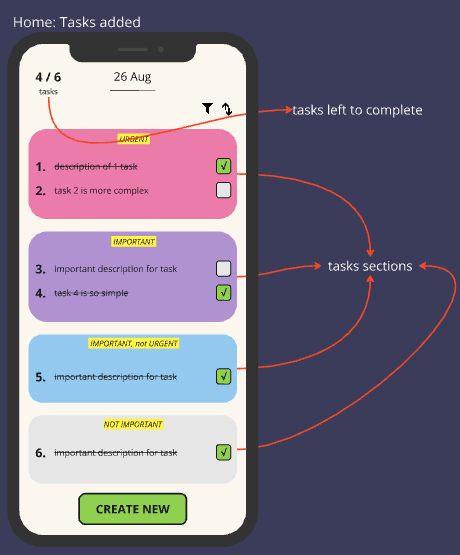 Home: Tasks added
4 / 6
tasks
26 Aug
tasks left to complete
URGENT
1. description of 1 task √
2. task 2 is more complex
IMPORTANT
3. important description for task
4. task 4 is so simple √
tasks sections
IMPORTANT, not URGENT
5. important description for task √
NOT IMPORTANT
6. important description for task √
CREATE NEW